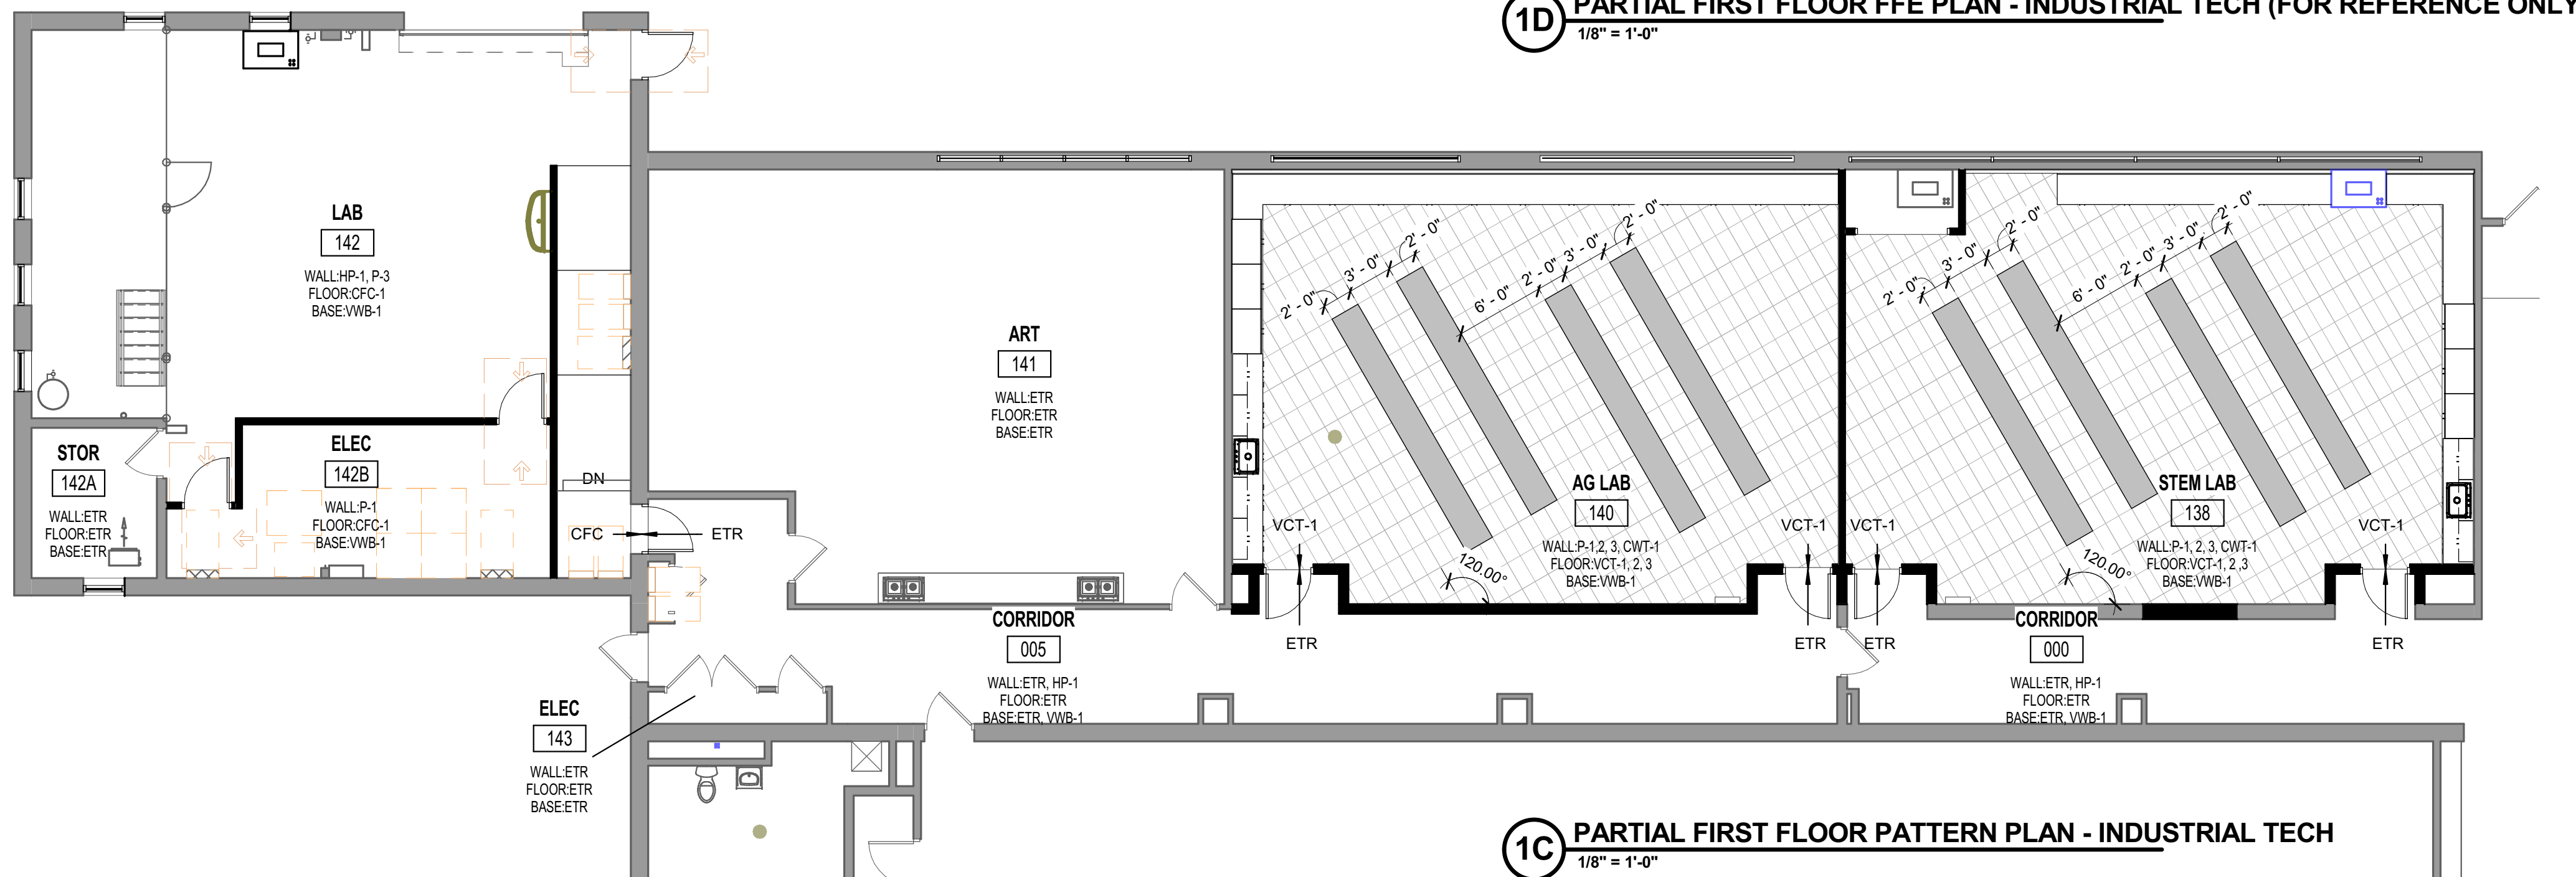 1D
PARTIAL FIRST FLOOR FFE PLAN - INDUSTRIAL TECH (FOR REFERENCE ONLY
1/8" = 1'-0"
LAB
142
WALL:HP-1, P-3
FLOOR:CFC-1
BASE:VWB-1
STOR
142A
WALL:ETR
FLOOR:ETR
BASE:ETR
ELEC
142B
WALL:P-1
FLOOR:CFC-1
BASE:VWB-1
DN
CFC
ETR
ART
141
WALL:ETR
FLOOR:ETR
BASE:ETR
2' - 0"
3' - 0"
2' - 0"
6' - 0"
2' - 0"
3' - 0"
2' - 0"
AG LAB
140
WALL:P-1,2, 3, CWT-1
FLOOR:VCT-1, 2, 3
BASE:VWB-1
120.00°
VCT-1
ETR
VCT-1
ETR
2' - 0"
3' - 0"
2' - 0"
6' - 0"
2' - 0"
3' - 0"
2' - 0"
STEM LAB
138
WALL:P-1, 2, 3, CWT-1
FLOOR:VCT-1, 2 ,3
BASE:VWB-1
120.00°
VCT-1
ETR
VCT-1
ETR
CORRIDOR
005
WALL:ETR, HP-1
FLOOR:ETR
BASE:ETR, VWB-1
CORRIDOR
000
WALL:ETR, HP-1
FLOOR:ETR
BASE:ETR, VWB-1
ELEC
143
WALL:ETR
FLOOR:ETR
BASE:ETR
1C
PARTIAL FIRST FLOOR PATTERN PLAN - INDUSTRIAL TECH
1/8" = 1'-0"